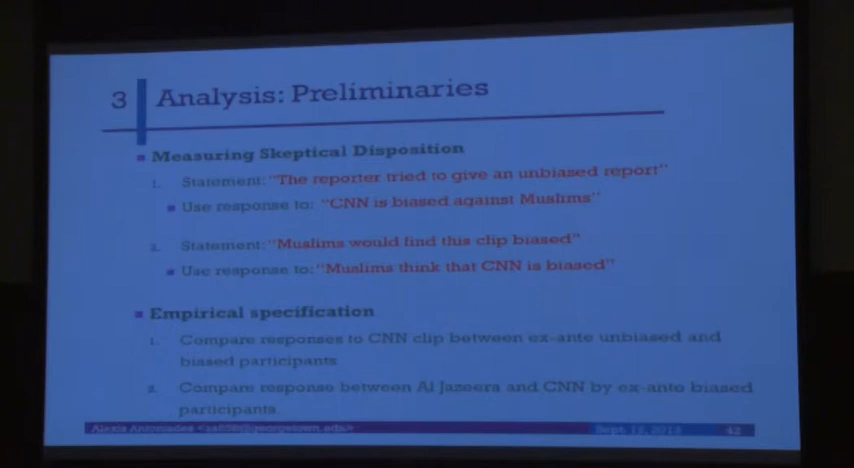 3 Analysis: Preliminaries
Measuring Skeptical Disposition
1. Statement: "The reporter tried to give an unbiased report"
Use response to: "CNN is biased against Muslims"
2. Statement: "Muslims would find this clip biased"
Use response to: "Muslims think that CNN is biased"
Empirical specification
1. Compare responses to CNN clip between ex-ante unbiased and
biased participants
2. Compare response between Al Jazeera and CNN by ex-ante biased
participants.
Alexis Antoniades
Sept. 12, 2013 42